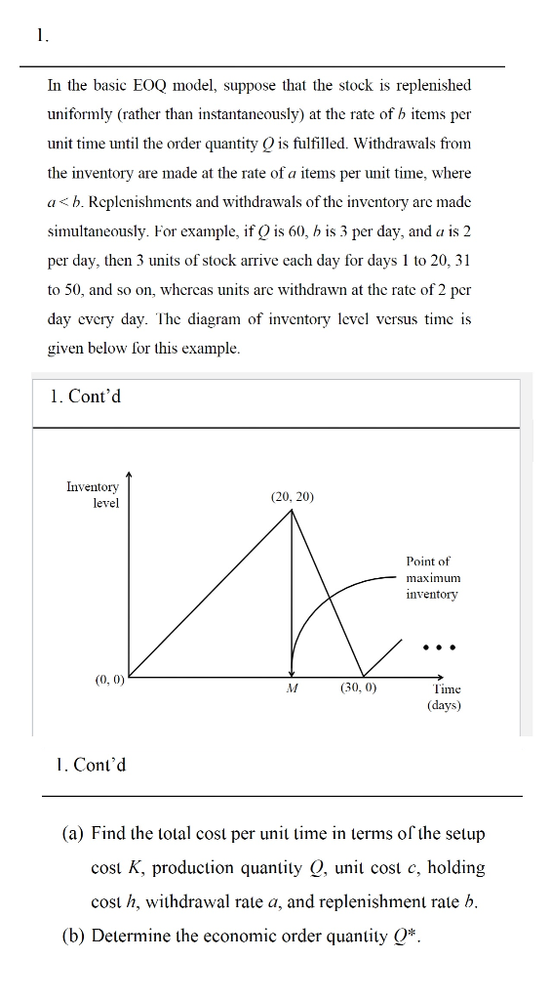 1.
In the basic EOQ model, suppose that the stock is replenished
uniformly (rather than instantaneously) at the rate of b items per
unit time until the order quantity Q is fulfilled. Withdrawals from
the inventory are made at the rate of a items per unit time, where
a < b. Replenishments and withdrawals of the inventory are made
simultaneously. For example, if Q is 60, b is 3 per day, and a is 2
per day, then 3 units of stock arrive each day for days 1 to 20, 31
to 50, and so on, whereas units are withdrawn at the rate of 2 per
day every day. The diagram of inventory level versus time is
given below for this example.
1. Cont’d
Inventory
level
(20, 20)
Point of
maximum
inventory
• • •
(0, 0)
M
(30, 0)
Time
(days)
1. Cont’d
(a) Find the total cost per unit time in terms of the setup
cost K, production quantity Q, unit cost c, holding
cost h, withdrawal rate a, and replenishment rate b.
(b) Determine the economic order quantity Q*.